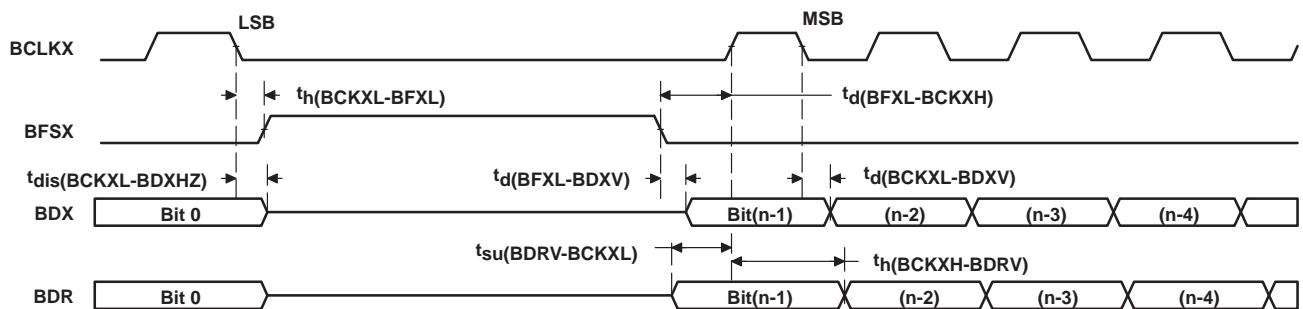 LSB MSB
BCLKX
th(BCKXL-BFXL) td(BFXL-BCKXH)
BFSX
tdis(BCKXL-BDXHZ) td(BFXL-BDXV) td(BCKXL-BDXV)
BDX Bit 0 Bit(n-1) (n-2) (n-3) (n-4)
tsu(BDRV-BCKXL) th(BCKXH-BDRV)
BDR Bit 0 Bit(n-1) (n-2) (n-3) (n-4)